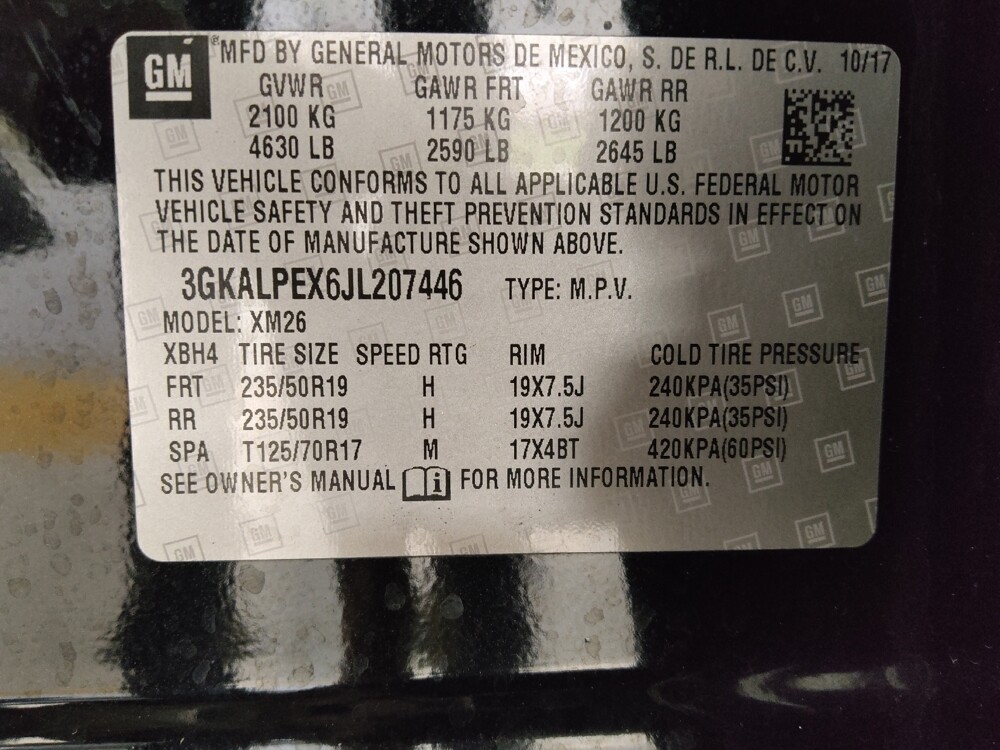 GM ® MFD BY GENERAL MOTORS DE MEXICO, S. DE R.L. DE C.V. 10/17
GVWR GAWR FRT GAWR RR
2100 KG 1175 KG 1200 KG
4630 LB 2590 LB 2645 LB
THIS VEHICLE CONFORMS TO ALL APPLICABLE U.S. FEDERAL MOTOR
VEHICLE SAFETY AND THEFT PREVENTION STANDARDS IN EFFECT ON
THE DATE OF MANUFACTURE SHOWN ABOVE.
3GKALPEX6JL207446 TYPE: M.P.V.
MODEL: XM26
XBH4 TIRE SIZE SPEED RTG RIM COLD TIRE PRESSURE
FRT 235/50R19 H 19X7.5J 240KPA(35PSI)
RR 235/50R19 H 19X7.5J 240KPA(35PSI)
SPA T125/70R17 M 17X4BT 420KPA(60PSI)
SEE OWNER'S MANUAL i FOR MORE INFORMATION.